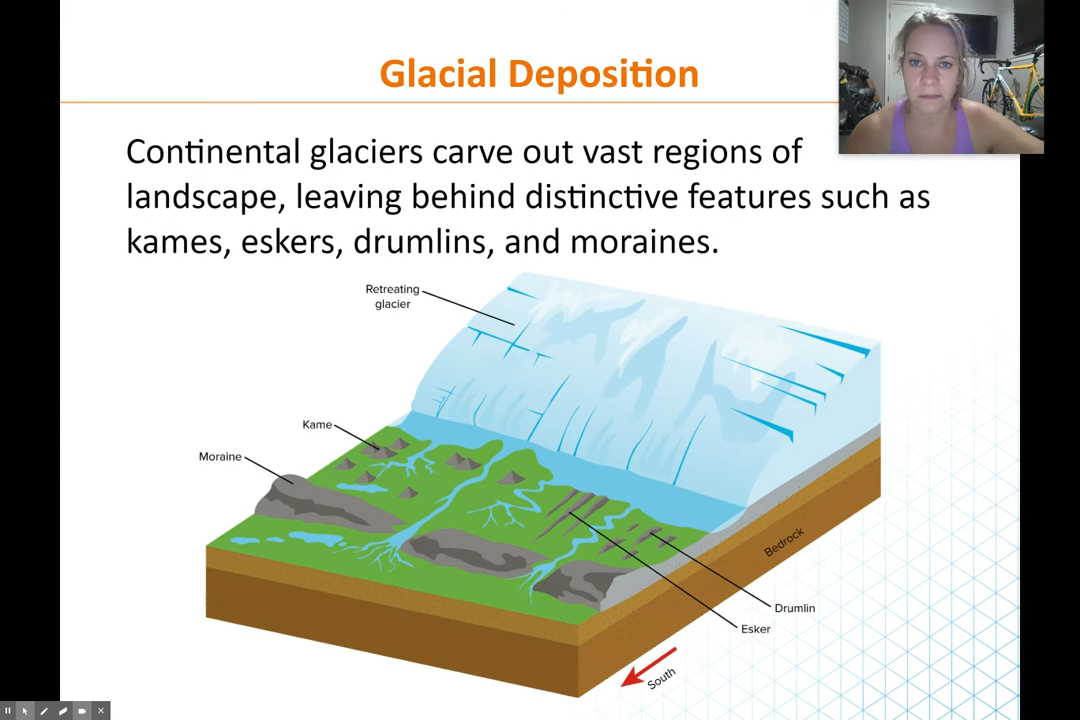 Glacial Deposition
Continental glaciers carve out vast regions of
landscape, leaving behind distinctive features such as
kames, eskers, drumlins, and moraines.
Retreating
glacier
Kame
Moraine
Bedrock
Drumlin
Esker
South